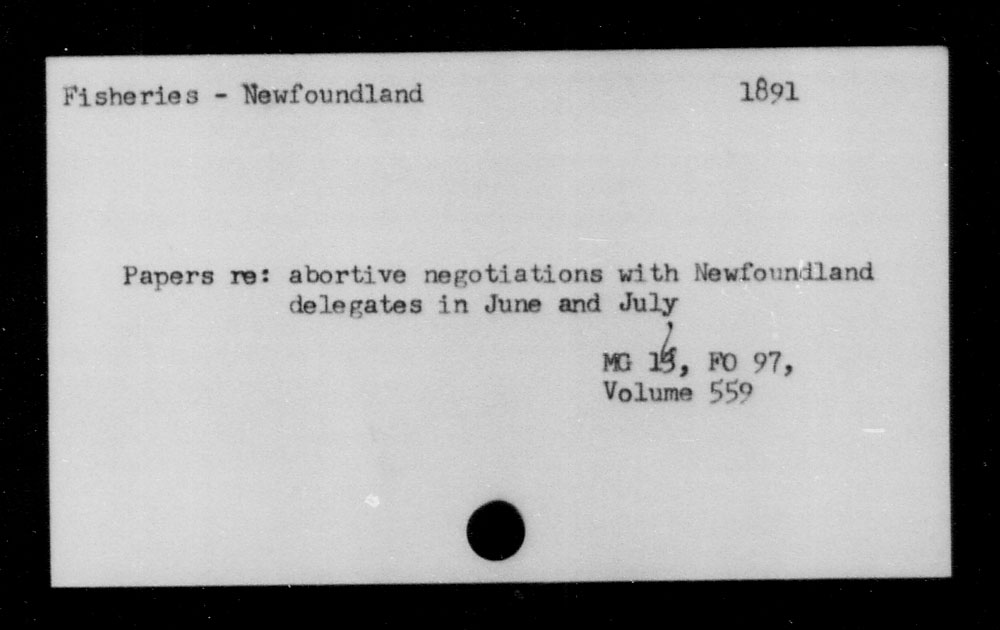 Fisheries - Newfoundland 1891
Papers re: abortive negotiations with Newfoundland
delegates in June and July
MG 16, FO 97,
Volume 559